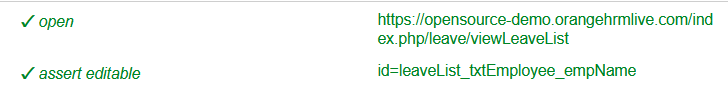 ✓ open https://opensource-demo.orangehrmlive.com/ind
ex.php/leave/viewLeaveList
✓ assert editable id=leaveList_txtEmployee_empName